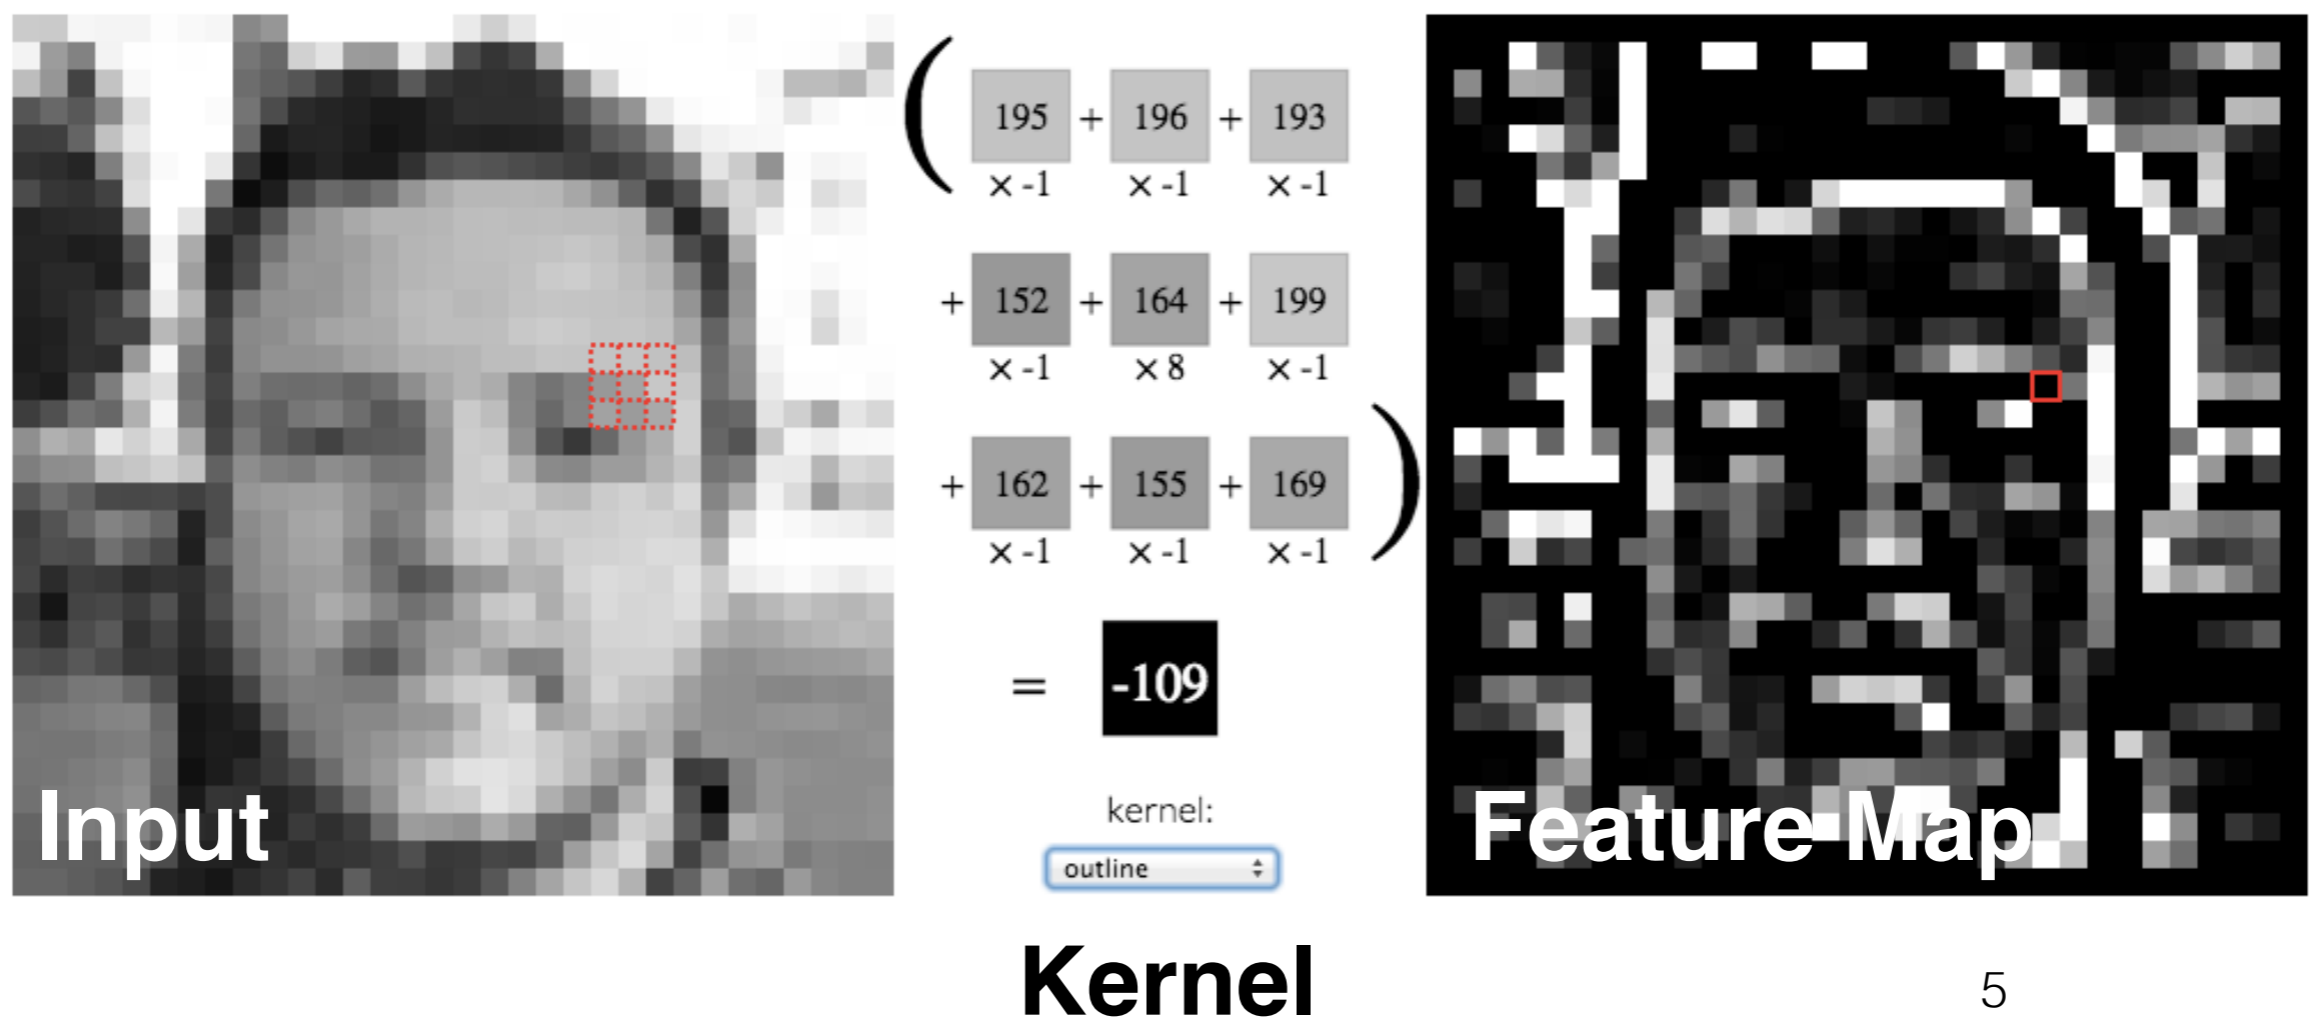 ( 195 + 196 + 193
× -1 × -1 × -1
+ 152 + 164 + 199
× -1 × 8 × -1
+ 162 + 155 + 169 )
× -1 × -1 × -1
= -109
kernel:
outline
Input
Feature Map
Kernel
5